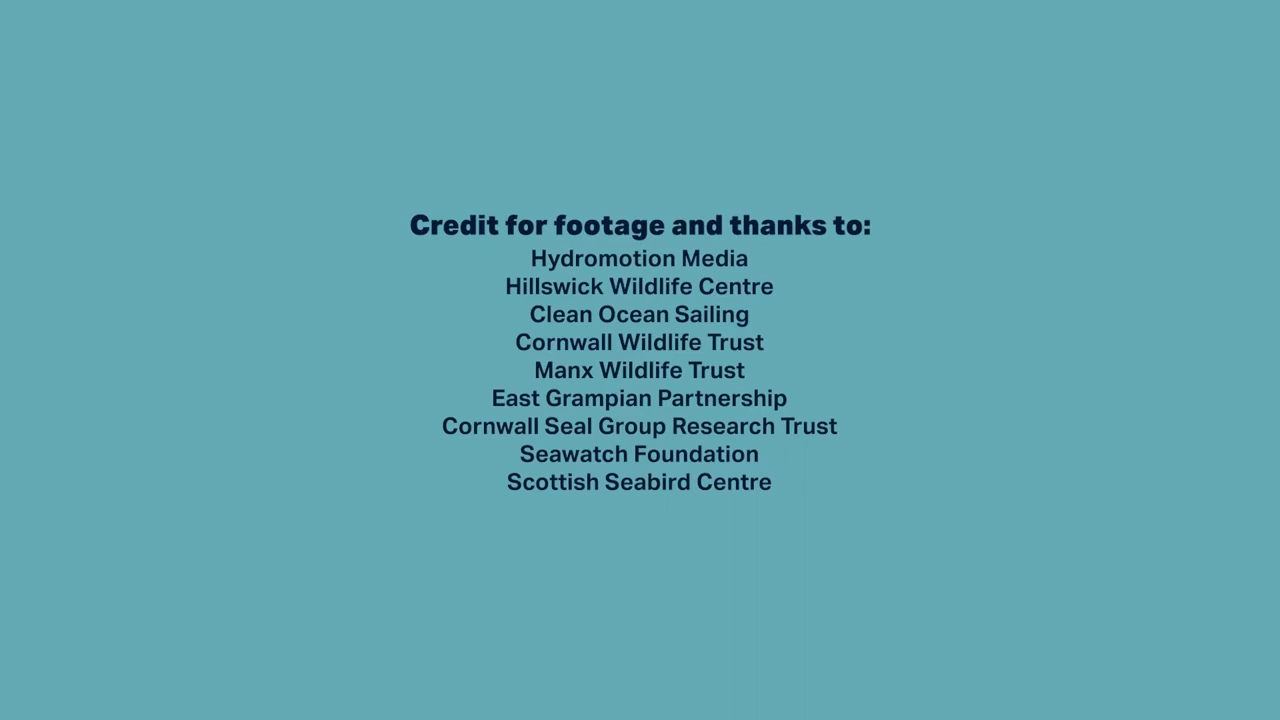 Credit for footage and thanks to:
Hydromotion Media
Hillswick Wildlife Centre
Clean Ocean Sailing
Cornwall Wildlife Trust
Manx Wildlife Trust
East Grampian Partnership
Cornwall Seal Group Research Trust
Seawatch Foundation
Scottish Seabird Centre